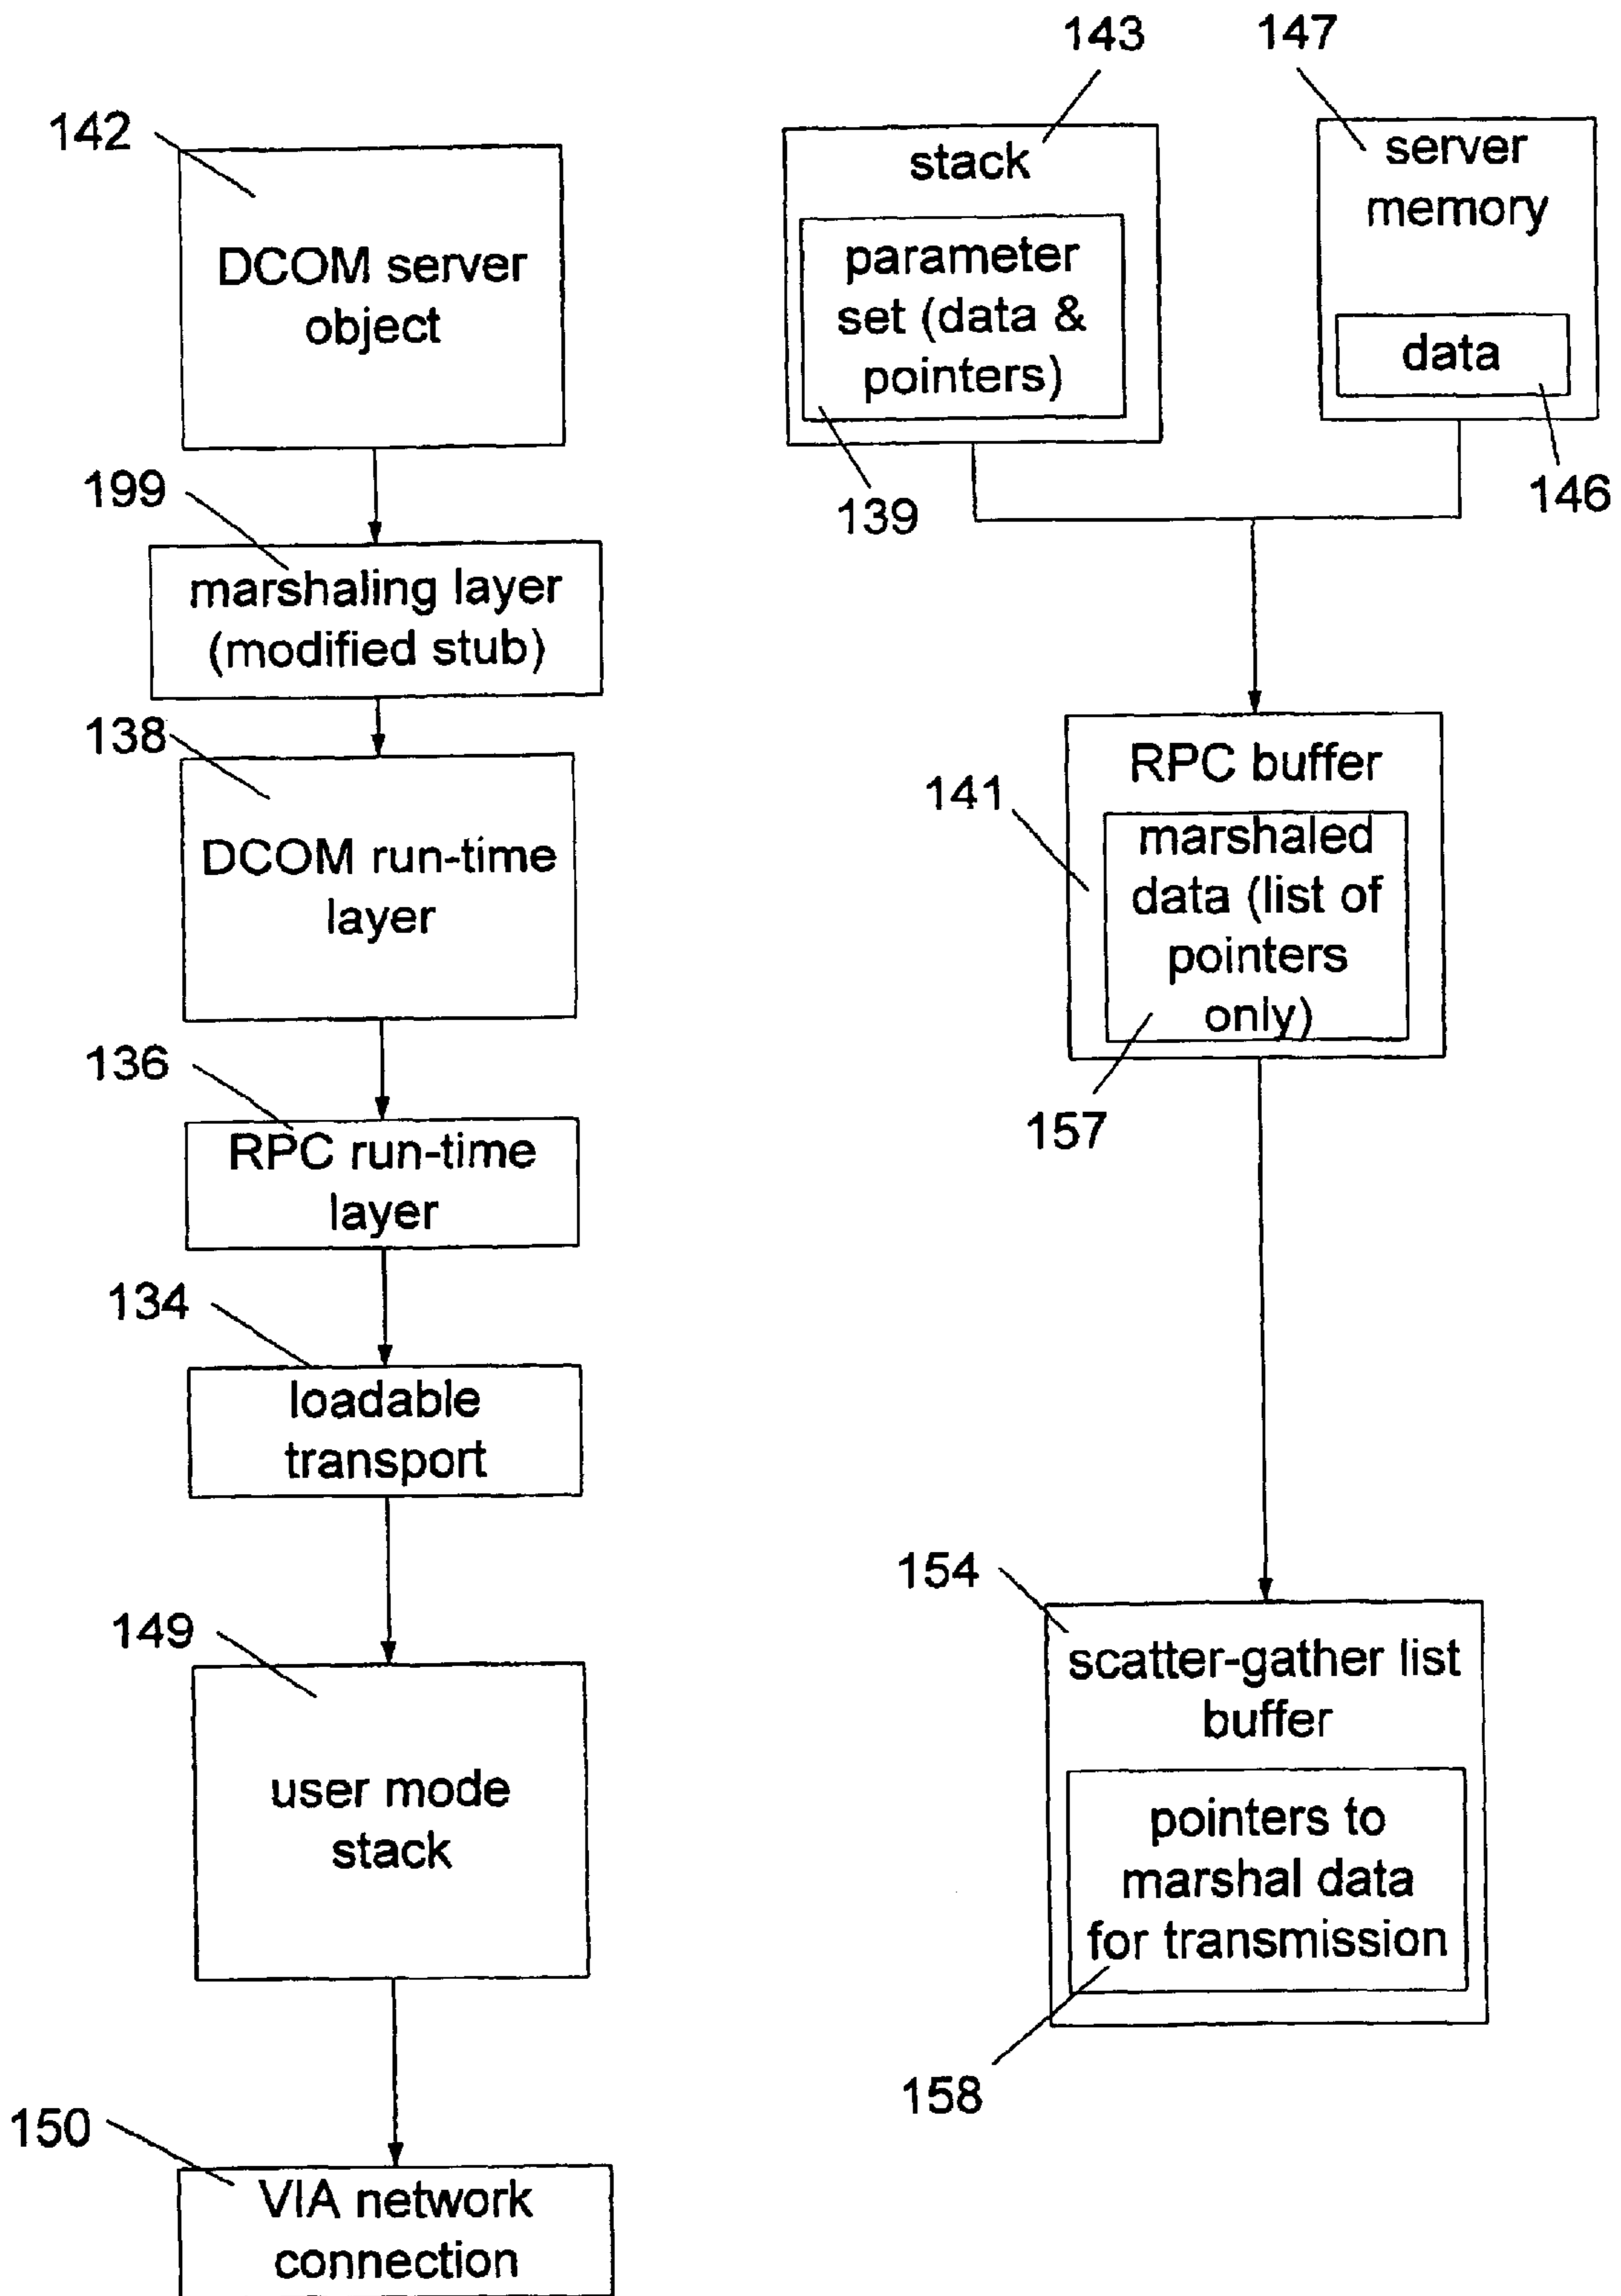 143
147
142
stack
server
memory
DCOM server
object
parameter
set (data &
pointers)
data
199
139
146
marshaling layer
(modified stub)
138
RPC buffer
141
marshaled
data (list of
pointers
only)
DCOM run-time
layer
136
157
RPC run-time
layer
134
loadable
transport
154
149
scatter-gather list
buffer
user mode
stack
pointers to
marshal data
for transmission
158
150
VIA network
connection